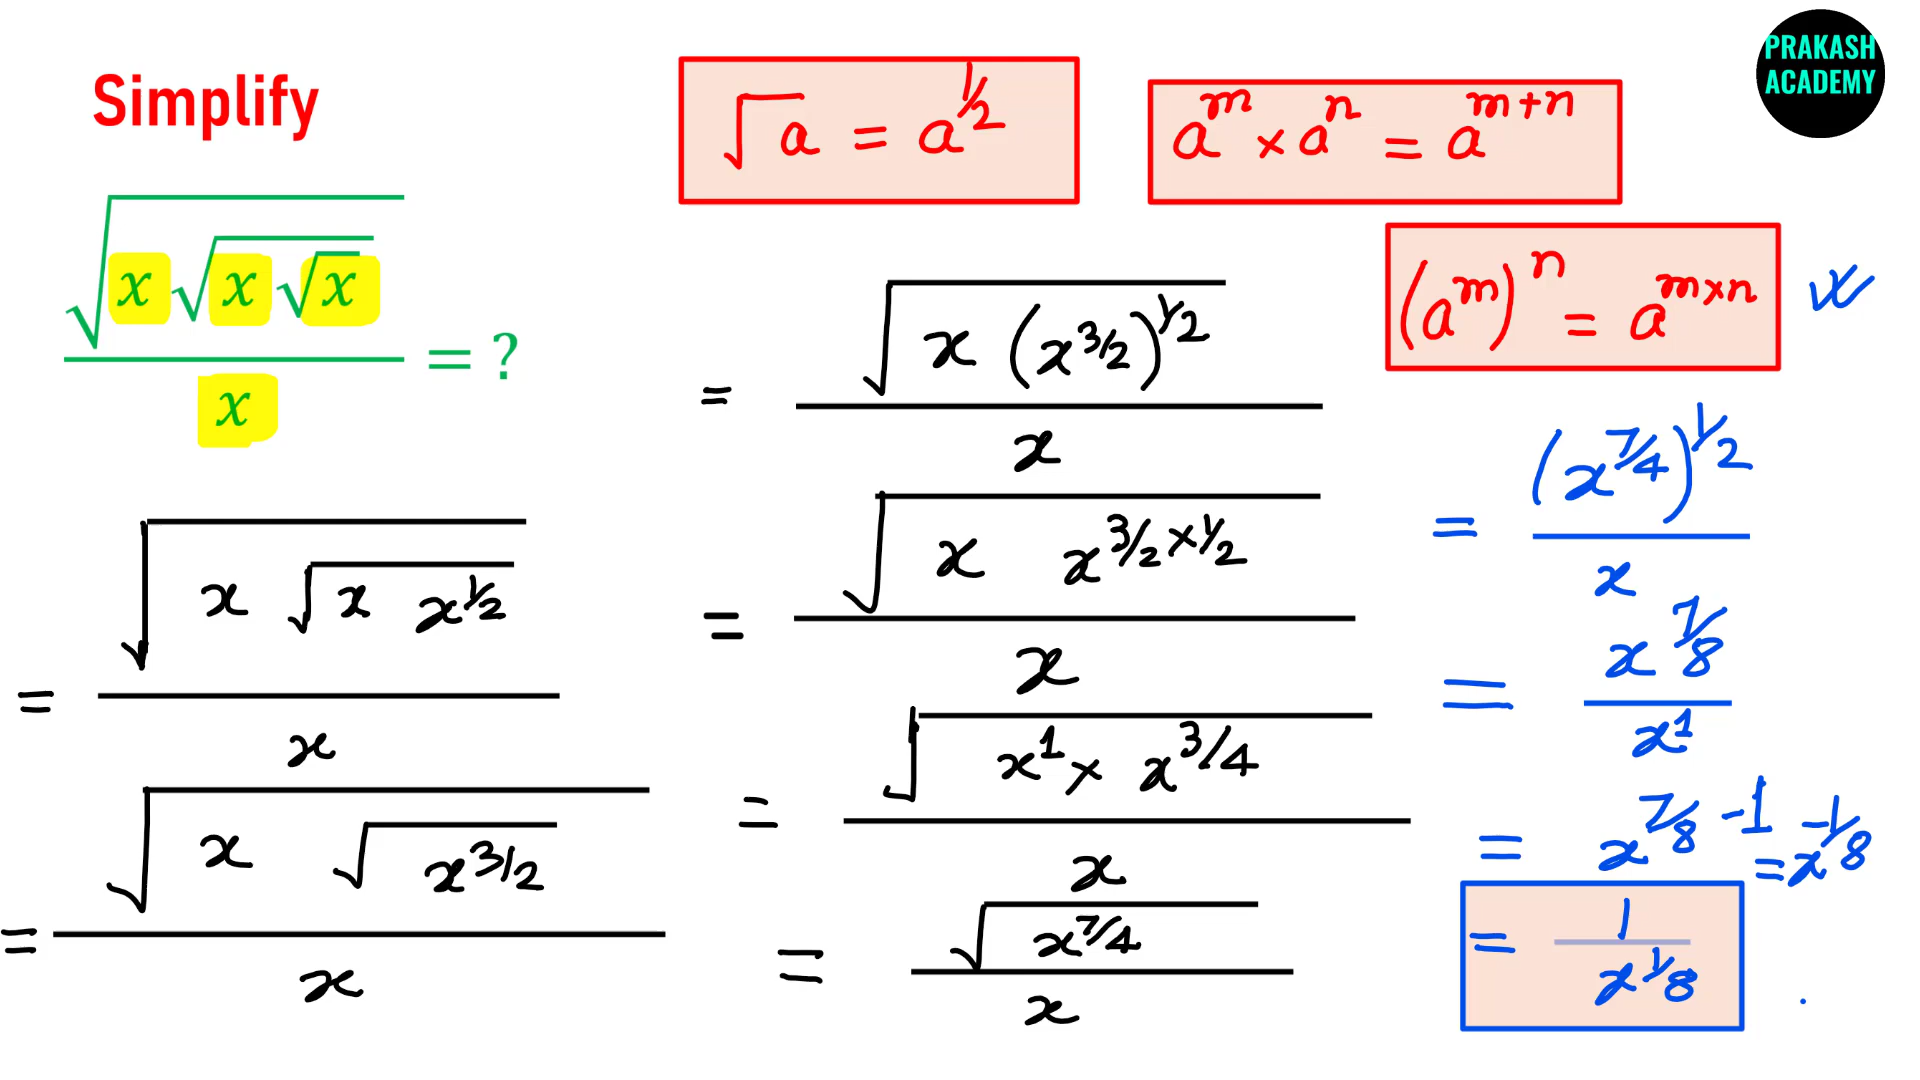 PRAKASH
ACADEMY
Simplify
√a = a^1/2
a^m × a^n = a^m+n
(a^m)^n = a^m×n
√(x√(x√x)) / x = ?
= √(x √(x x^1/2)) / x
= √(x √(x^3/2)) / x
= √(x (x^3/2)^1/2) / x
= √(x x^3/2×1/2) / x
= √(x^1 × x^3/4) / x
= √(x^7/4) / x
= (x^7/4)^1/2 / x
= x^7/8 / x^1
= x^7/8 -1 = x^-1/8
= 1 / x^1/8